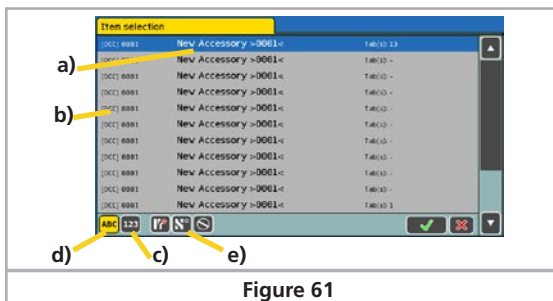 Item selection
[DCC] 0001 New Accessory >0001< Tab(s): 13
a)
[DCC] 0001 New Accessory >0001< Tab(s): -
[DCC] 0001 New Accessory >0001< Tab(s): -
[DCC] 0001 New Accessory >0001< Tab(s): -
b) [DCC] 0001 New Accessory >0001< Tab(s): -
[DCC] 0001 New Accessory >0001< Tab(s): -
[DCC] 0001 New Accessory >0001< Tab(s): -
[DCC] 0001 New Accessory >0001< Tab(s): -
[DCC] 0001 New Accessory >0001< Tab(s): -
[DCC] 0001 New Accessory >0001< Tab(s): -
[DCC] 0001 New Accessory >0001< Tab(s): 1
ABC 123
d) c) e)
Figure 61